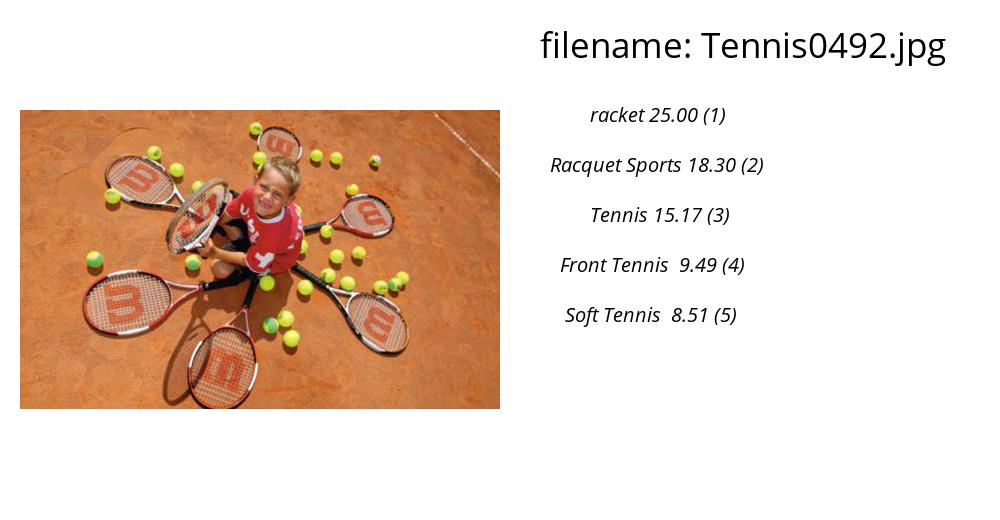 filename: Tennis0492.jpg
racket 25.00 (1)
Racquet Sports 18.30 (2)
Tennis 15.17 (3)
Front Tennis 9.49 (4)
Soft Tennis 8.51 (5)